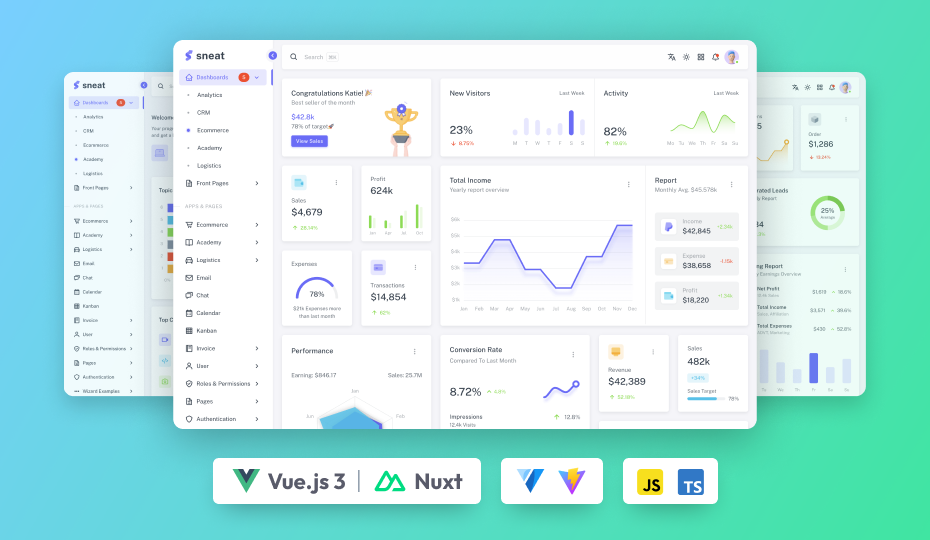 sneat
Dashboards 5
Analytics
CRM
Ecommerce
Academy
Logistics
Front Pages
APPS & PAGES
Ecommerce
Academy
Logistics
Email
Chat
Calendar
Kanban
Invoice
User
Roles & Permissions
Pages
Authentication
Wizard Examples
sneat
Dashboards 5
Analytics
CRM
Ecommerce
Academy
Logistics
Front Pages
APPS & PAGES
Ecommerce
Academy
Logistics
Email
Chat
Calendar
Kanban
Invoice
User
Roles & Permissions
Pages
Authentication
Search ⌘K
Congratulations Katie! 🎉
Best seller of the month
$42.8k
78% of target🚀
View Sales
New Visitors Last Week
23%
8.75%
M T W T F S S
Activity Last Week
82%
19.6%
Mo Tu We Th Fr Sa Su
Sales
$4,679
28.14%
Profit
624k
Jan Apr Jul Oct
Expenses
78%
$21k Expenses more
than last month
Transactions
$14,854
62%
Total Income
Yearly report overview
$6k
$5k
$4k
$3k
$2k
$1k
Jan Feb Mar Apr May Jun Jul Aug Sep Oct Nov Dec
Report
Monthly Avg. $45.578k
Income
$42,845
+2.34k
Expense
$38,658
-1.15k
Profit
$18,220
+1.34k
Performance
Earning: $846.17 Sales: 25.7M
Jan
Jun Feb
Conversion Rate
Compared To Last Month
8.72%
4.8%
Impressions
12.4k Visits
12.8%
Revenue
$42,389
52.18%
Sales
482k
+34%
Sales Target
78%
Order
$1,286
13.24%
25%
Average
Net Profit
$1,619 18.6%
Total Income
$3,571 39.6%
Total Expenses
$430 52.8%
Tu We Th Fr Sa Su
Vue.js 3 | Nuxt
JS
TS